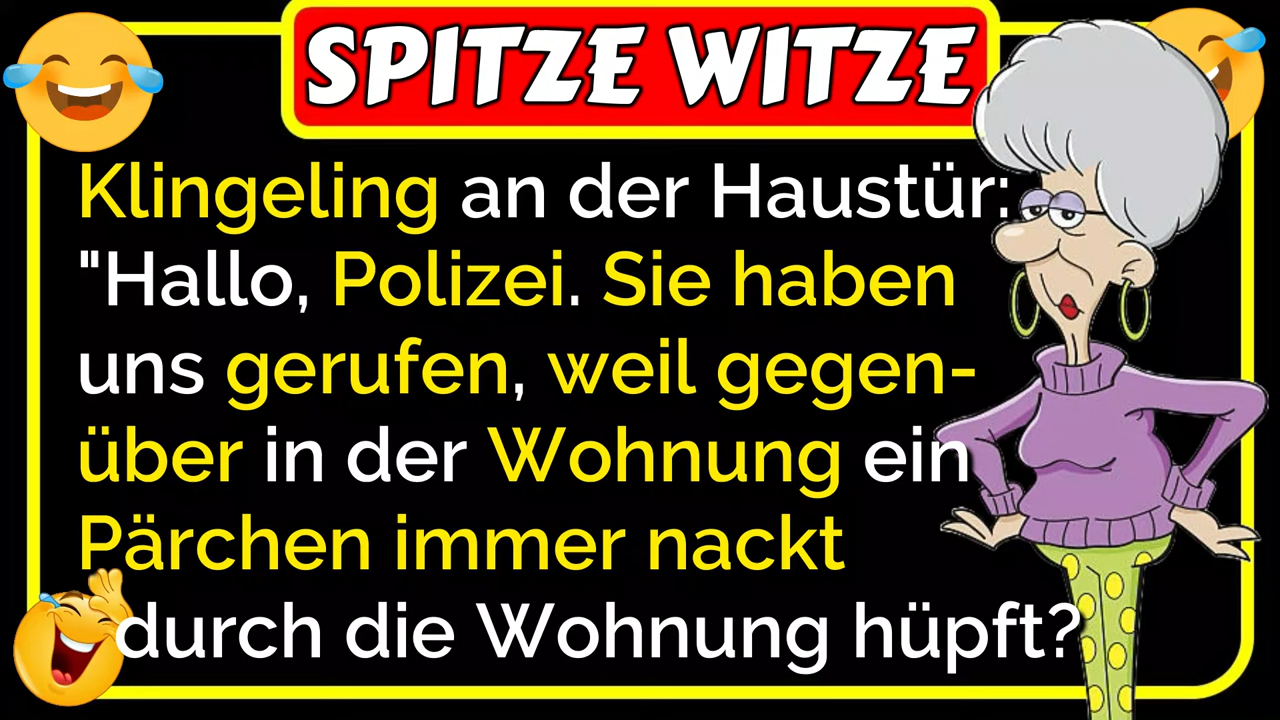 SPITZE WITZE
Klingeling an der Haustür:
"Hallo, Polizei. Sie haben
uns gerufen, weil gegen-
über in der Wohnung ein
Pärchen immer nackt
durch die Wohnung hüpft?